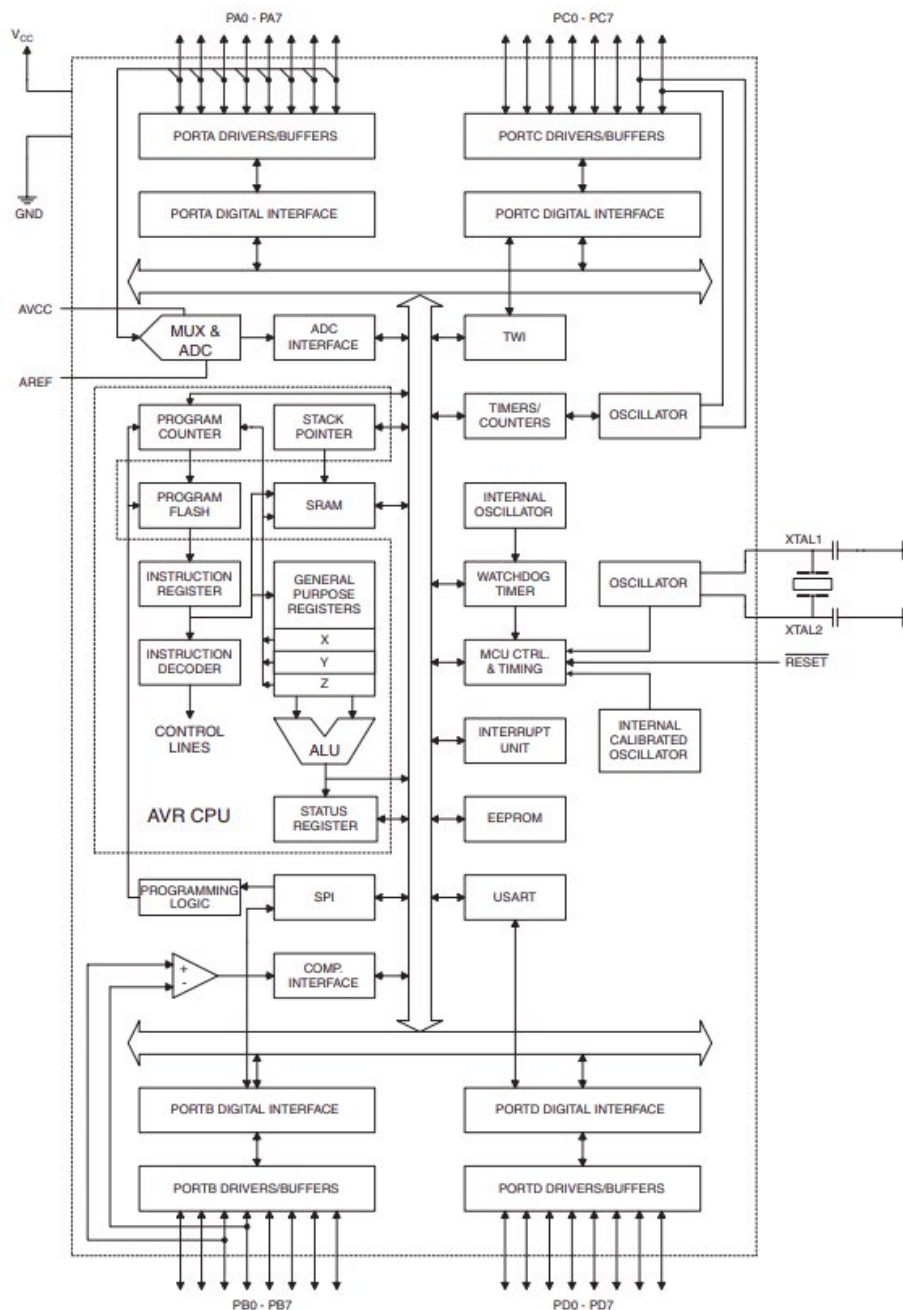 PA0 - PA7
PC0 - PC7
VCC
PORTA DRIVERS/BUFFERS
PORTC DRIVERS/BUFFERS
GND
PORTA DIGITAL INTERFACE
PORTC DIGITAL INTERFACE
AVCC
MUX &
ADC
ADC
INTERFACE
TWI
AREF
PROGRAM
COUNTER
STACK
POINTER
TIMERS/
COUNTERS
OSCILLATOR
PROGRAM
FLASH
SRAM
INTERNAL
OSCILLATOR
XTAL1
INSTRUCTION
REGISTER
GENERAL
PURPOSE
REGISTERS
WATCHDOG
TIMER
OSCILLATOR
XTAL2
X
INSTRUCTION
DECODER
Y
MCU CTRL.
& TIMING
RESET
Z
CONTROL
LINES
ALU
INTERRUPT
UNIT
INTERNAL
CALIBRATED
OSCILLATOR
AVR CPU
STATUS
REGISTER
EEPROM
PROGRAMMING
LOGIC
SPI
USART
+
-
COMP.
INTERFACE
PORTB DIGITAL INTERFACE
PORTD DIGITAL INTERFACE
PORTB DRIVERS/BUFFERS
PORTD DRIVERS/BUFFERS
PB0 - PB7
PD0 - PD7